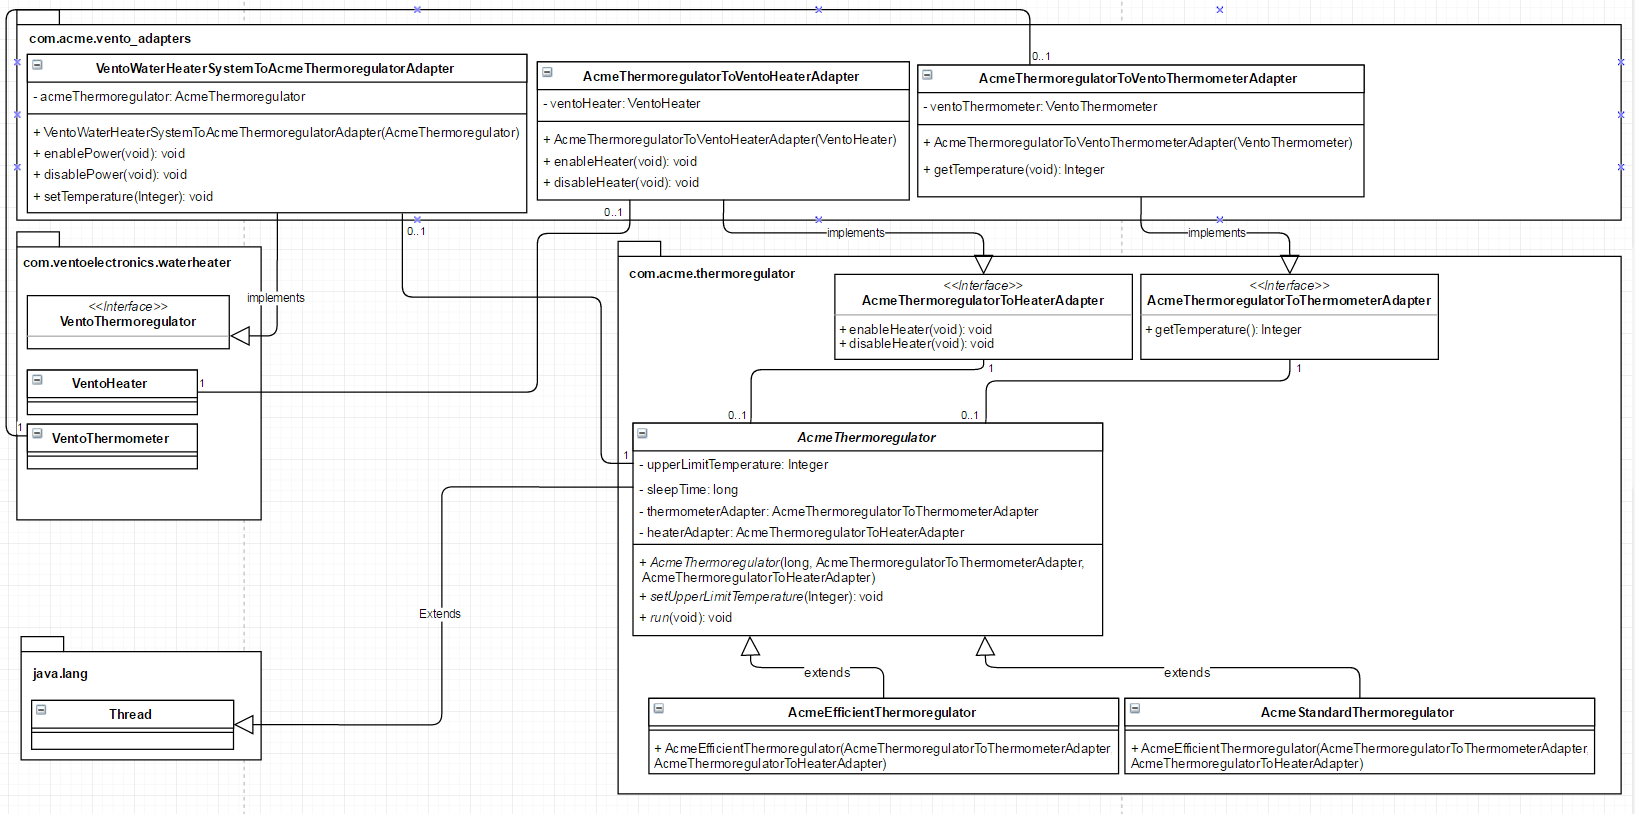 com.acme.vento_adapters
VentoWaterHeaterSystemToAcmeThermoregulatorAdapter
- acmeThermoregulator: AcmeThermoregulator
+ VentoWaterHeaterSystemToAcmeThermoregulatorAdapter(AcmeThermoregulator)
+ enablePower(void): void
+ disablePower(void): void
+ setTemperature(Integer): void
AcmeThermoregulatorToVentoHeaterAdapter
- ventoHeater: VentoHeater
+ AcmeThermoregulatorToVentoHeaterAdapter(VentoHeater)
+ enableHeater(void): void
+ disableHeater(void): void
0..1
AcmeThermoregulatorToVentoThermometerAdapter
- ventoThermometer: VentoThermometer
+ AcmeThermoregulatorToVentoThermometerAdapter(VentoThermometer)
+ getTemperature(void): Integer
0..1
0..1
implements
implements
com.ventoelectronics.waterheater
<<Interface>>
VentoThermoregulator
implements
VentoHeater
1
VentoThermometer
1
com.acme.thermoregulator
<<Interface>>
AcmeThermoregulatorToHeaterAdapter
+ enableHeater(void): void
+ disableHeater(void): void
<<Interface>>
AcmeThermoregulatorToThermometerAdapter
+ getTemperature(): Integer
1
1
0..1
0..1
1
AcmeThermoregulator
- upperLimitTemperature: Integer
- sleepTime: long
- thermometerAdapter: AcmeThermoregulatorToThermometerAdapter
- heaterAdapter: AcmeThermoregulatorToHeaterAdapter
+ AcmeThermoregulator(long, AcmeThermoregulatorToThermometerAdapter,
AcmeThermoregulatorToHeaterAdapter)
+ setUpperLimitTemperature(Integer): void
+ run(void): void
Extends
java.lang
Thread
extends
extends
AcmeEfficientThermoregulator
+ AcmeEfficientThermoregulator(AcmeThermoregulatorToThermometerAdapter
AcmeThermoregulatorToHeaterAdapter)
AcmeStandardThermoregulator
+ AcmeEfficientThermoregulator(AcmeThermoregulatorToThermometerAdapter,
AcmeThermoregulatorToHeaterAdapter)